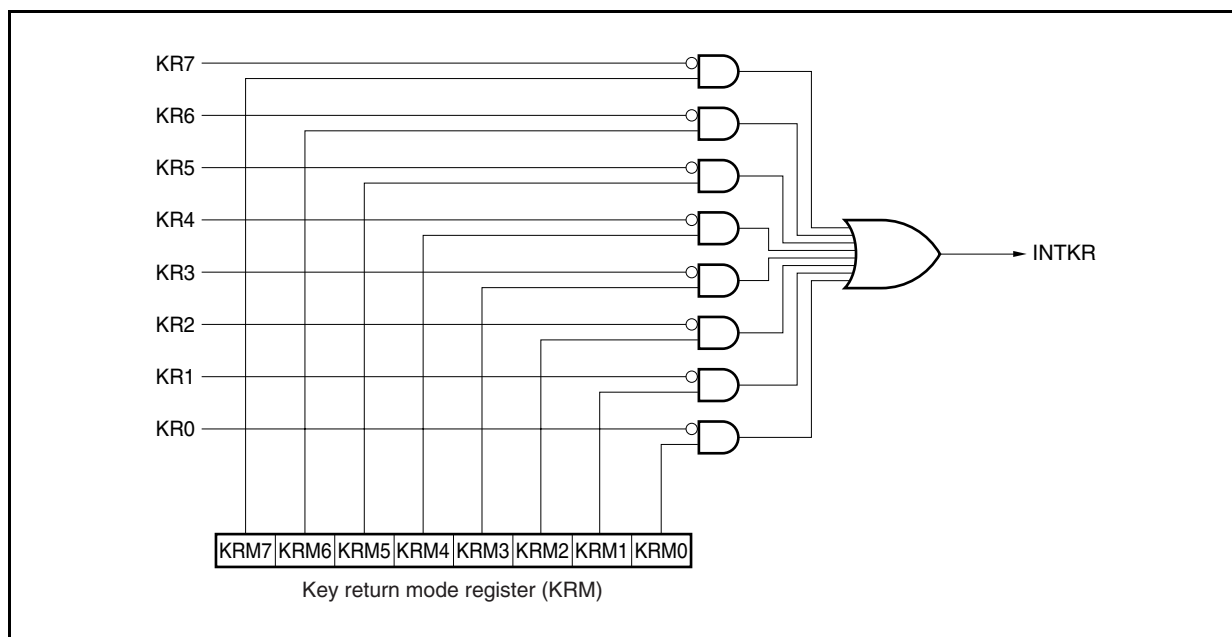 KR7
KR6
KR5
KR4
KR3
KR2
KR1
KR0
INTKR
KRM7 KRM6 KRM5 KRM4 KRM3 KRM2 KRM1 KRM0
Key return mode register (KRM)